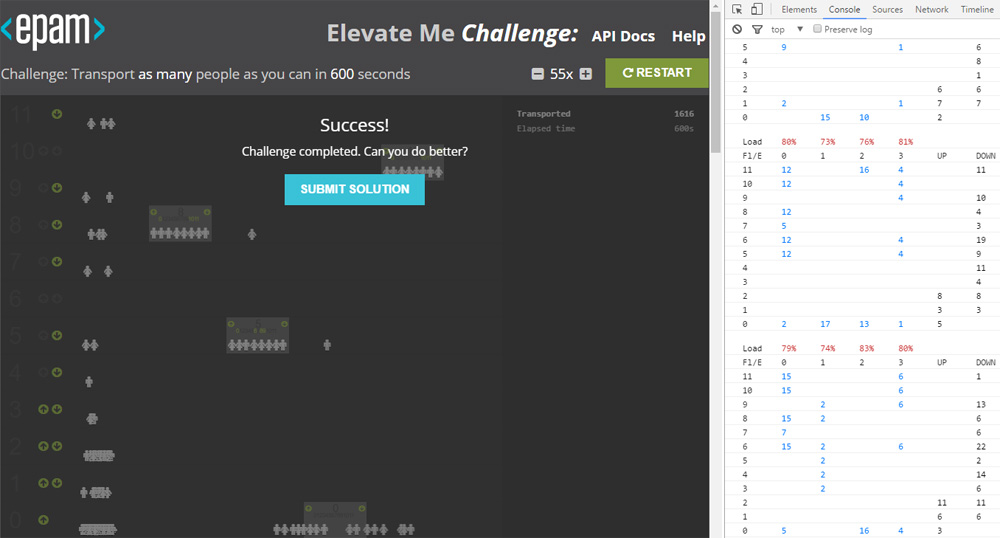 <epam>
Elevate Me Challenge: API Docs Help
Challenge: Transport as many people as you can in 600 seconds
55x RESTART
11
10
9
8
7
6
5
4
3
2
1
0
Success!
Challenge completed. Can you do better?
SUBMIT SOLUTION
Transported 1616
Elapsed time 600s
Elements Console Sources Network Timeline
top ▼ Preserve log
5 9 1 6
4 8
3 1
2 6 6
1 2 1 7 7
0 15 10 2
Load 80% 73% 76% 81%
Fl/E 0 1 2 3 UP DOWN
11 12 16 4 11
10 12 4
9 4 10
8 12 4
7 5 3
6 12 4 19
5 12 4 9
4 11
3 4
2 8 8
1 3 3
0 2 17 13 1 5
Load 79% 74% 83% 80%
Fl/E 0 1 2 3 UP DOWN
11 15 6 1
10 15 6
9 2 6 13
8 15 2 6
7 7 6
6 15 2 6 22
5 2 2
4 2 14
3 2 6
2 11 11
1 6 6
0 5 16 4 3